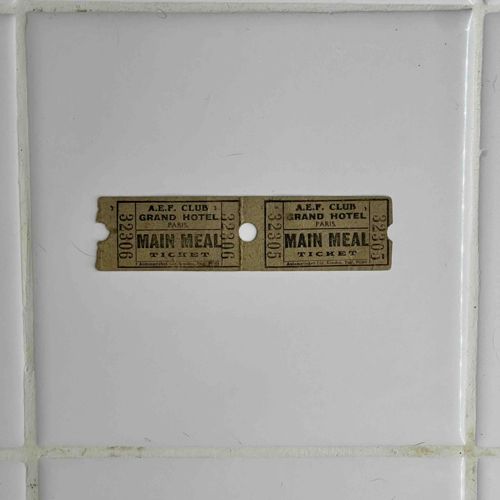 A.E.F. CLUB
GRAND HOTEL
PARIS
MAIN MEAL
TICKET
32306
32306
A.E.F. CLUB
GRAND HOTEL
PARIS
MAIN MEAL
TICKET
32305
32305